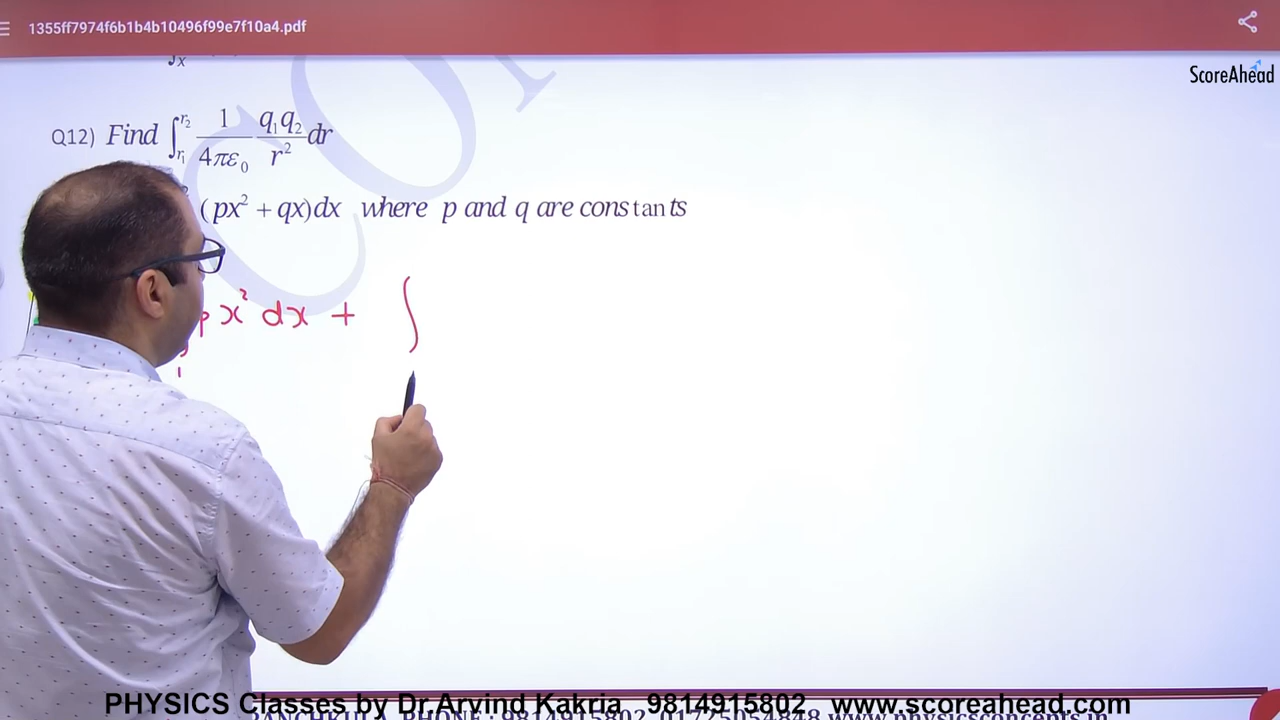 1355ff7974f6b1b4b10496f99e7f10a4.pdf
ScoreAhead
Q12) Find ∫_{r₁}^{r₂} 1/(4πε₀) q₁q₂/r² dr
(px² + qx)dx where p and q are constants
px² dx + ∫
PHYSICS Classes by Dr.Arvind Kakria 9814915802 www.scoreahead.com